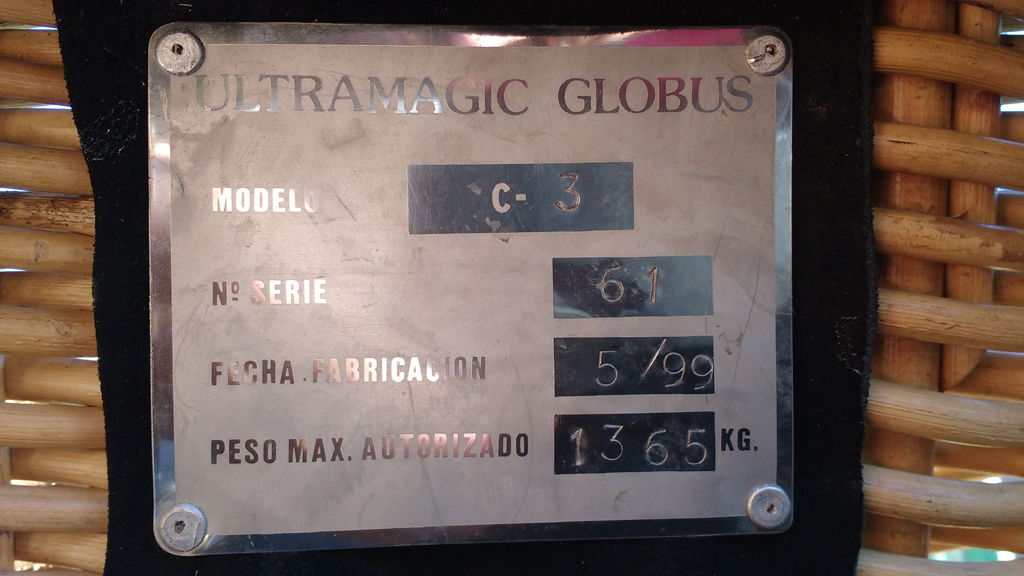 ULTRAMAGIC GLOBUS
MODELO C- 3
Nº SERIE 61
FECHA FABRICACION 5/99
PESO MAX. AUTORIZADO 1365 KG.